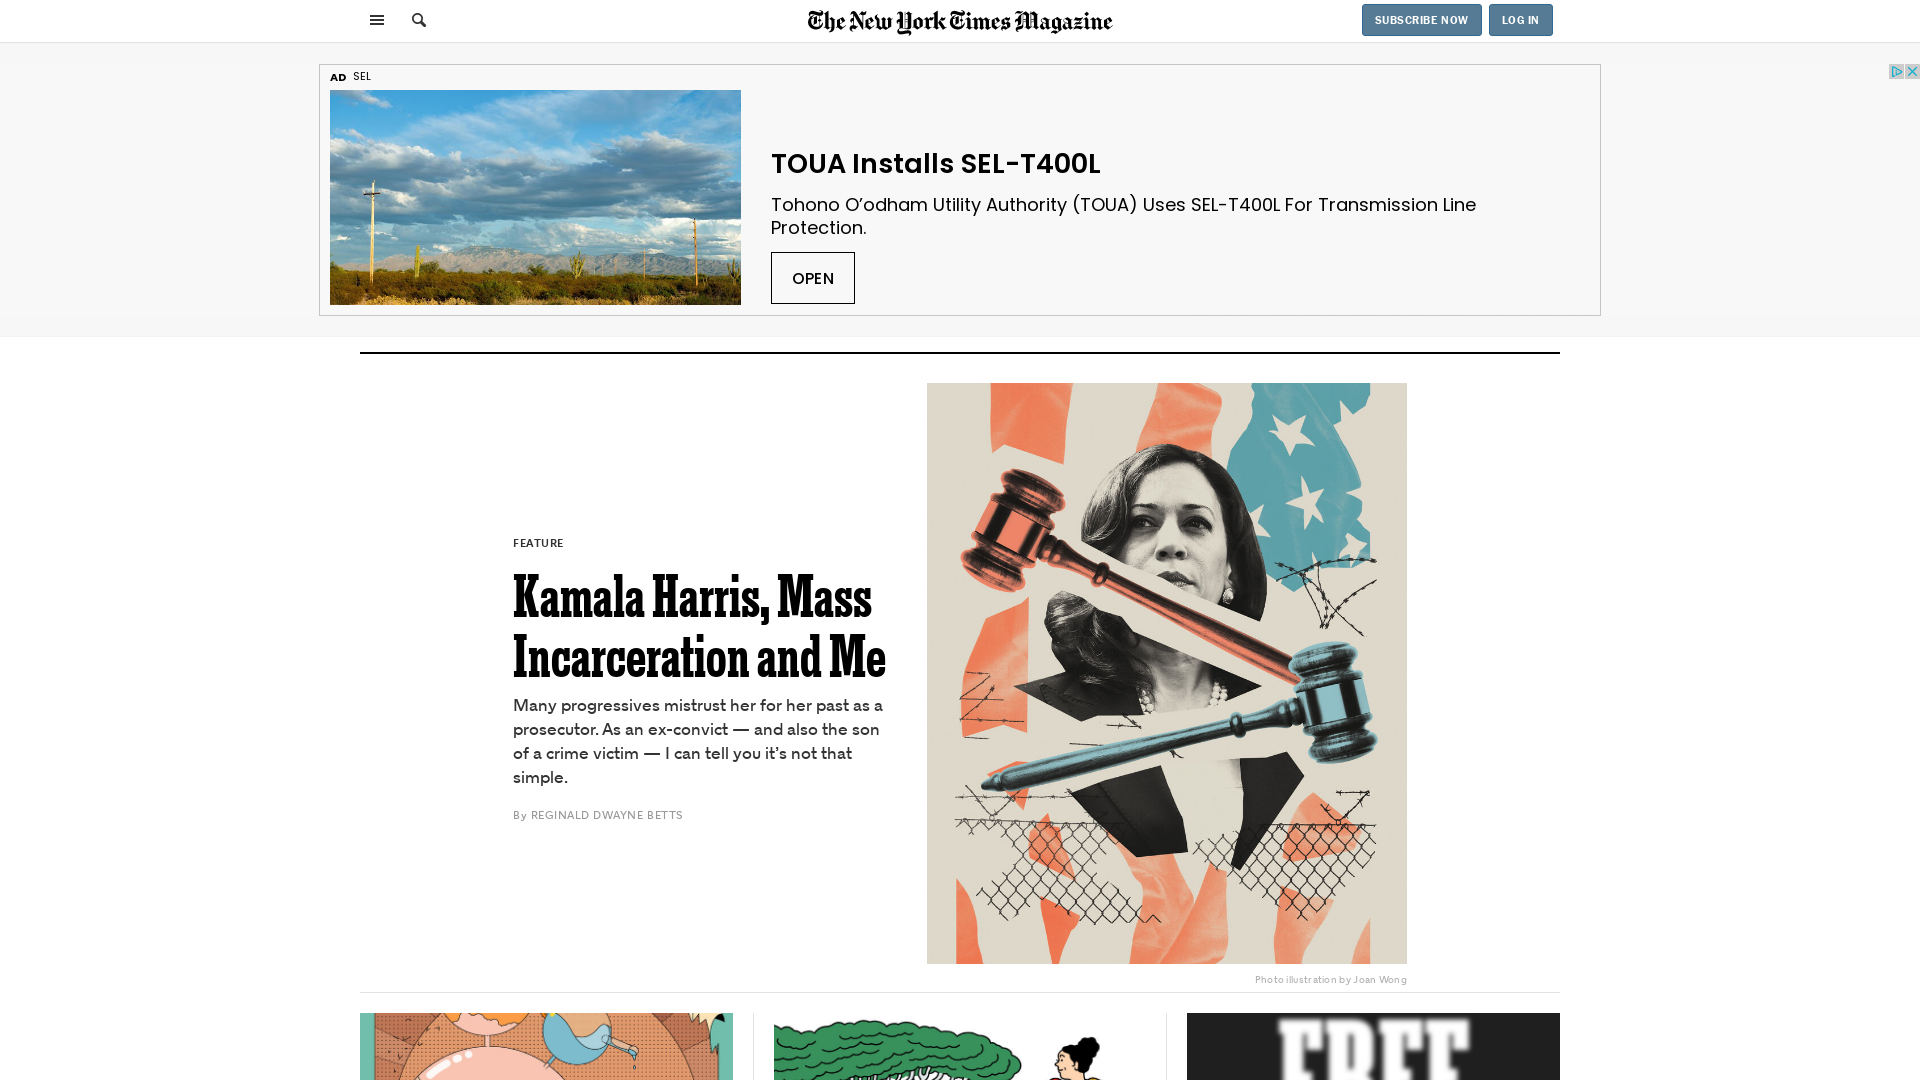 The New York Times Magazine
SUBSCRIBE NOW
LOG IN
AD SEL
TOUA Installs SEL-T400L
Tohono O’odham Utility Authority (TOUA) Uses SEL-T400L For Transmission Line
Protection.
OPEN
FEATURE
Kamala Harris, Mass
Incarceration and Me
Many progressives mistrust her for her past as a
prosecutor. As an ex-convict — and also the son
of a crime victim — I can tell you it’s not that
simple.
By REGINALD DWAYNE BETTS
Photo illustration by Joan Wong
FREE